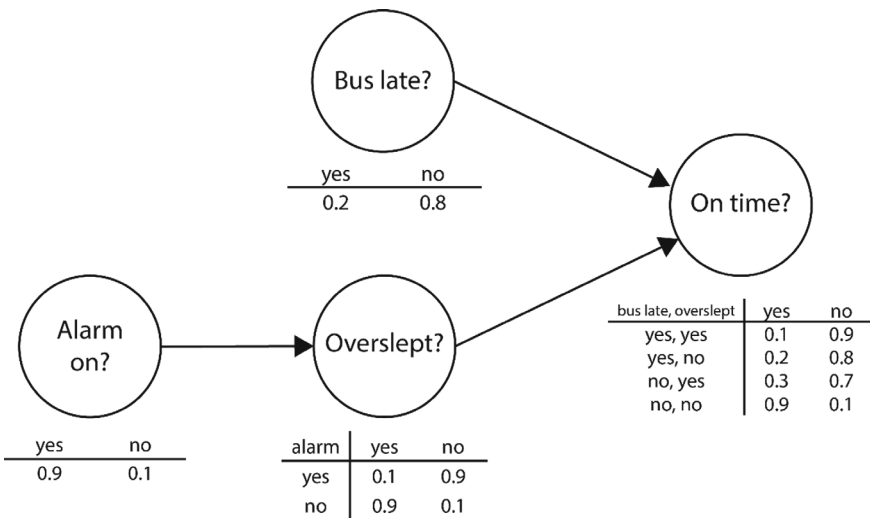 Bus late?
yes no
0.2 0.8
On time?
bus late, overslept yes no
yes, yes 0.1 0.9
yes, no 0.2 0.8
no, yes 0.3 0.7
no, no 0.9 0.1
Alarm
on?
yes no
0.9 0.1
Overslept?
alarm yes no
yes 0.1 0.9
no 0.9 0.1